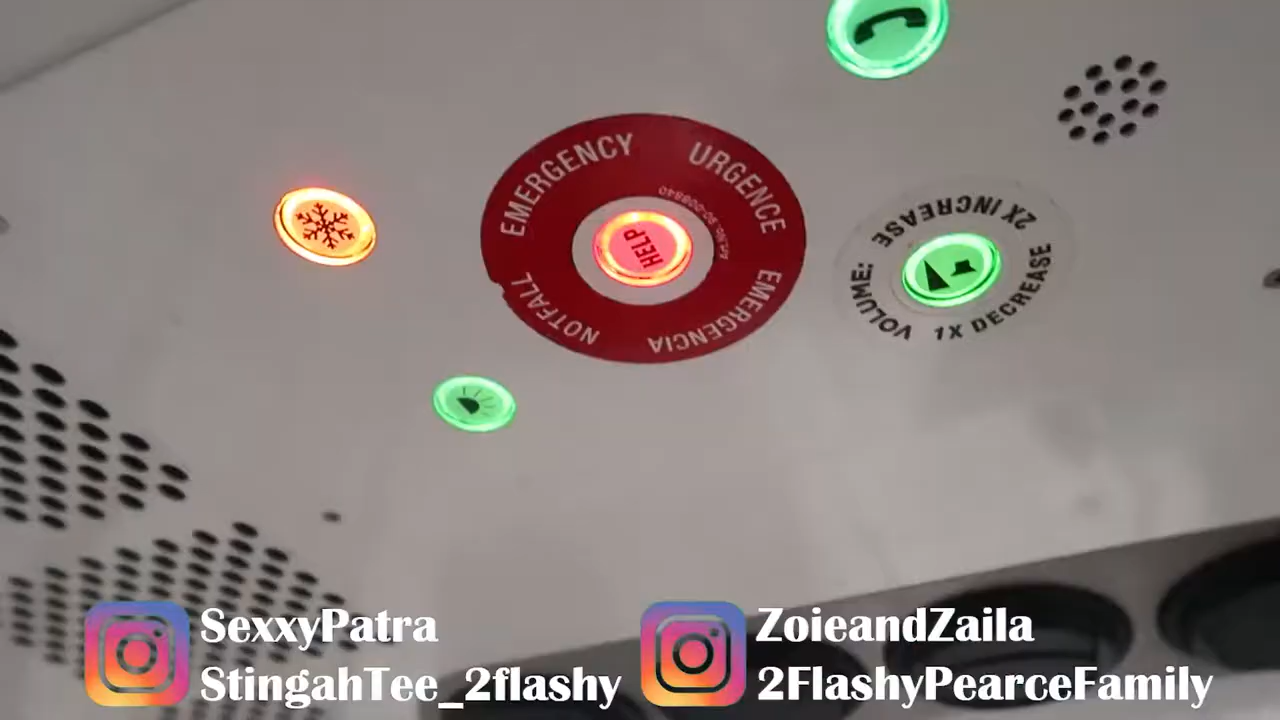 EMERGENCY
URGENCE
EMERGENCIA
NOTFALL
HELP
VOLUME:
2X INCREASE
1X DECREASE
SexxyPatra
StingahTee_2flashy
ZoieandZaila
2FlashyPearceFamily